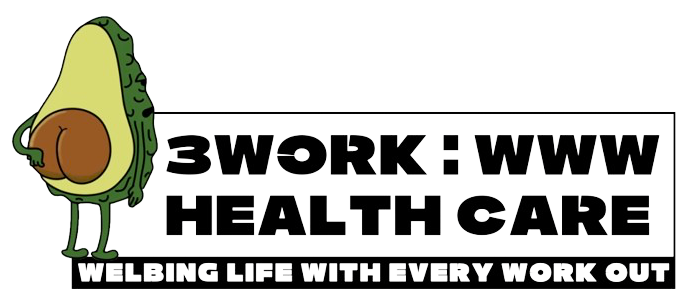 3WORK : WWW
HEALTH CARE
WELBING LIFE WITH EVERY WORK OUT